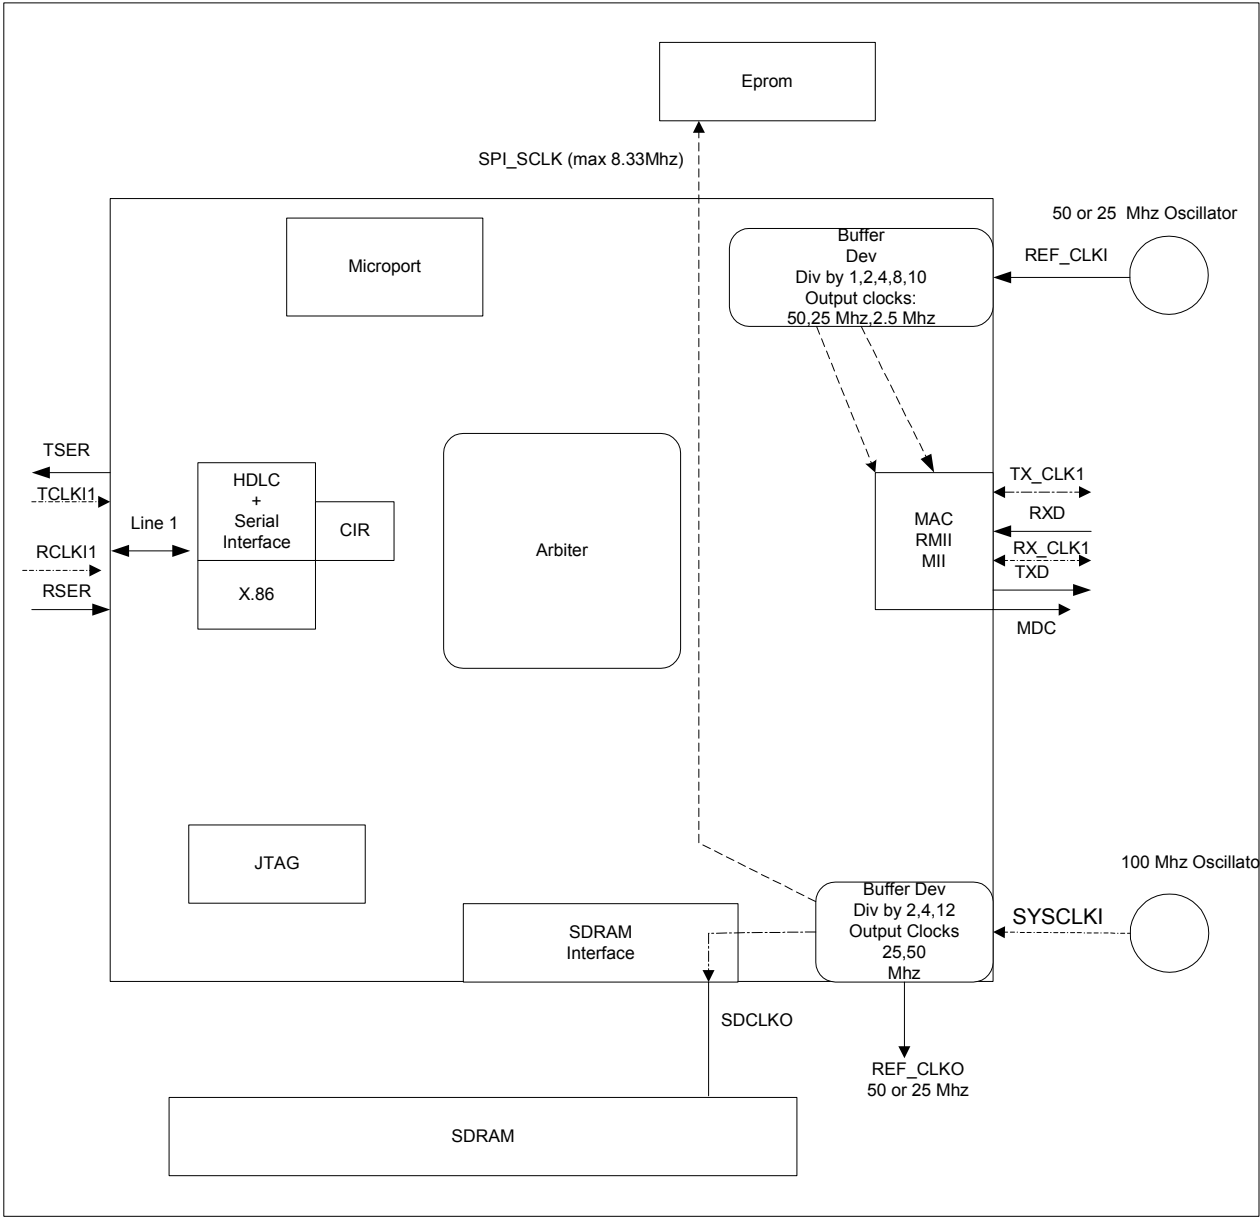 Eprom
SPI_SCLK (max 8.33Mhz)
50 or 25 Mhz Oscillator
REF_CLKI
Buffer
Dev
Div by 1,2,4,8,10
Output clocks:
50,25 Mhz,2.5 Mhz
Microport
TSER
TCLKI1
Line 1
RCLKI1
RSER
HDLC
+
Serial
Interface
CIR
X.86
Arbiter
MAC
RMII
MII
TX_CLK1
RXD
RX_CLK1
TXD
MDC
JTAG
SDRAM
Interface
Buffer Dev
Div by 2,4,12
Output Clocks
25,50
Mhz
100 Mhz Oscillato
SYSCLKI
SDCLKO
REF_CLKO
50 or 25 Mhz
SDRAM